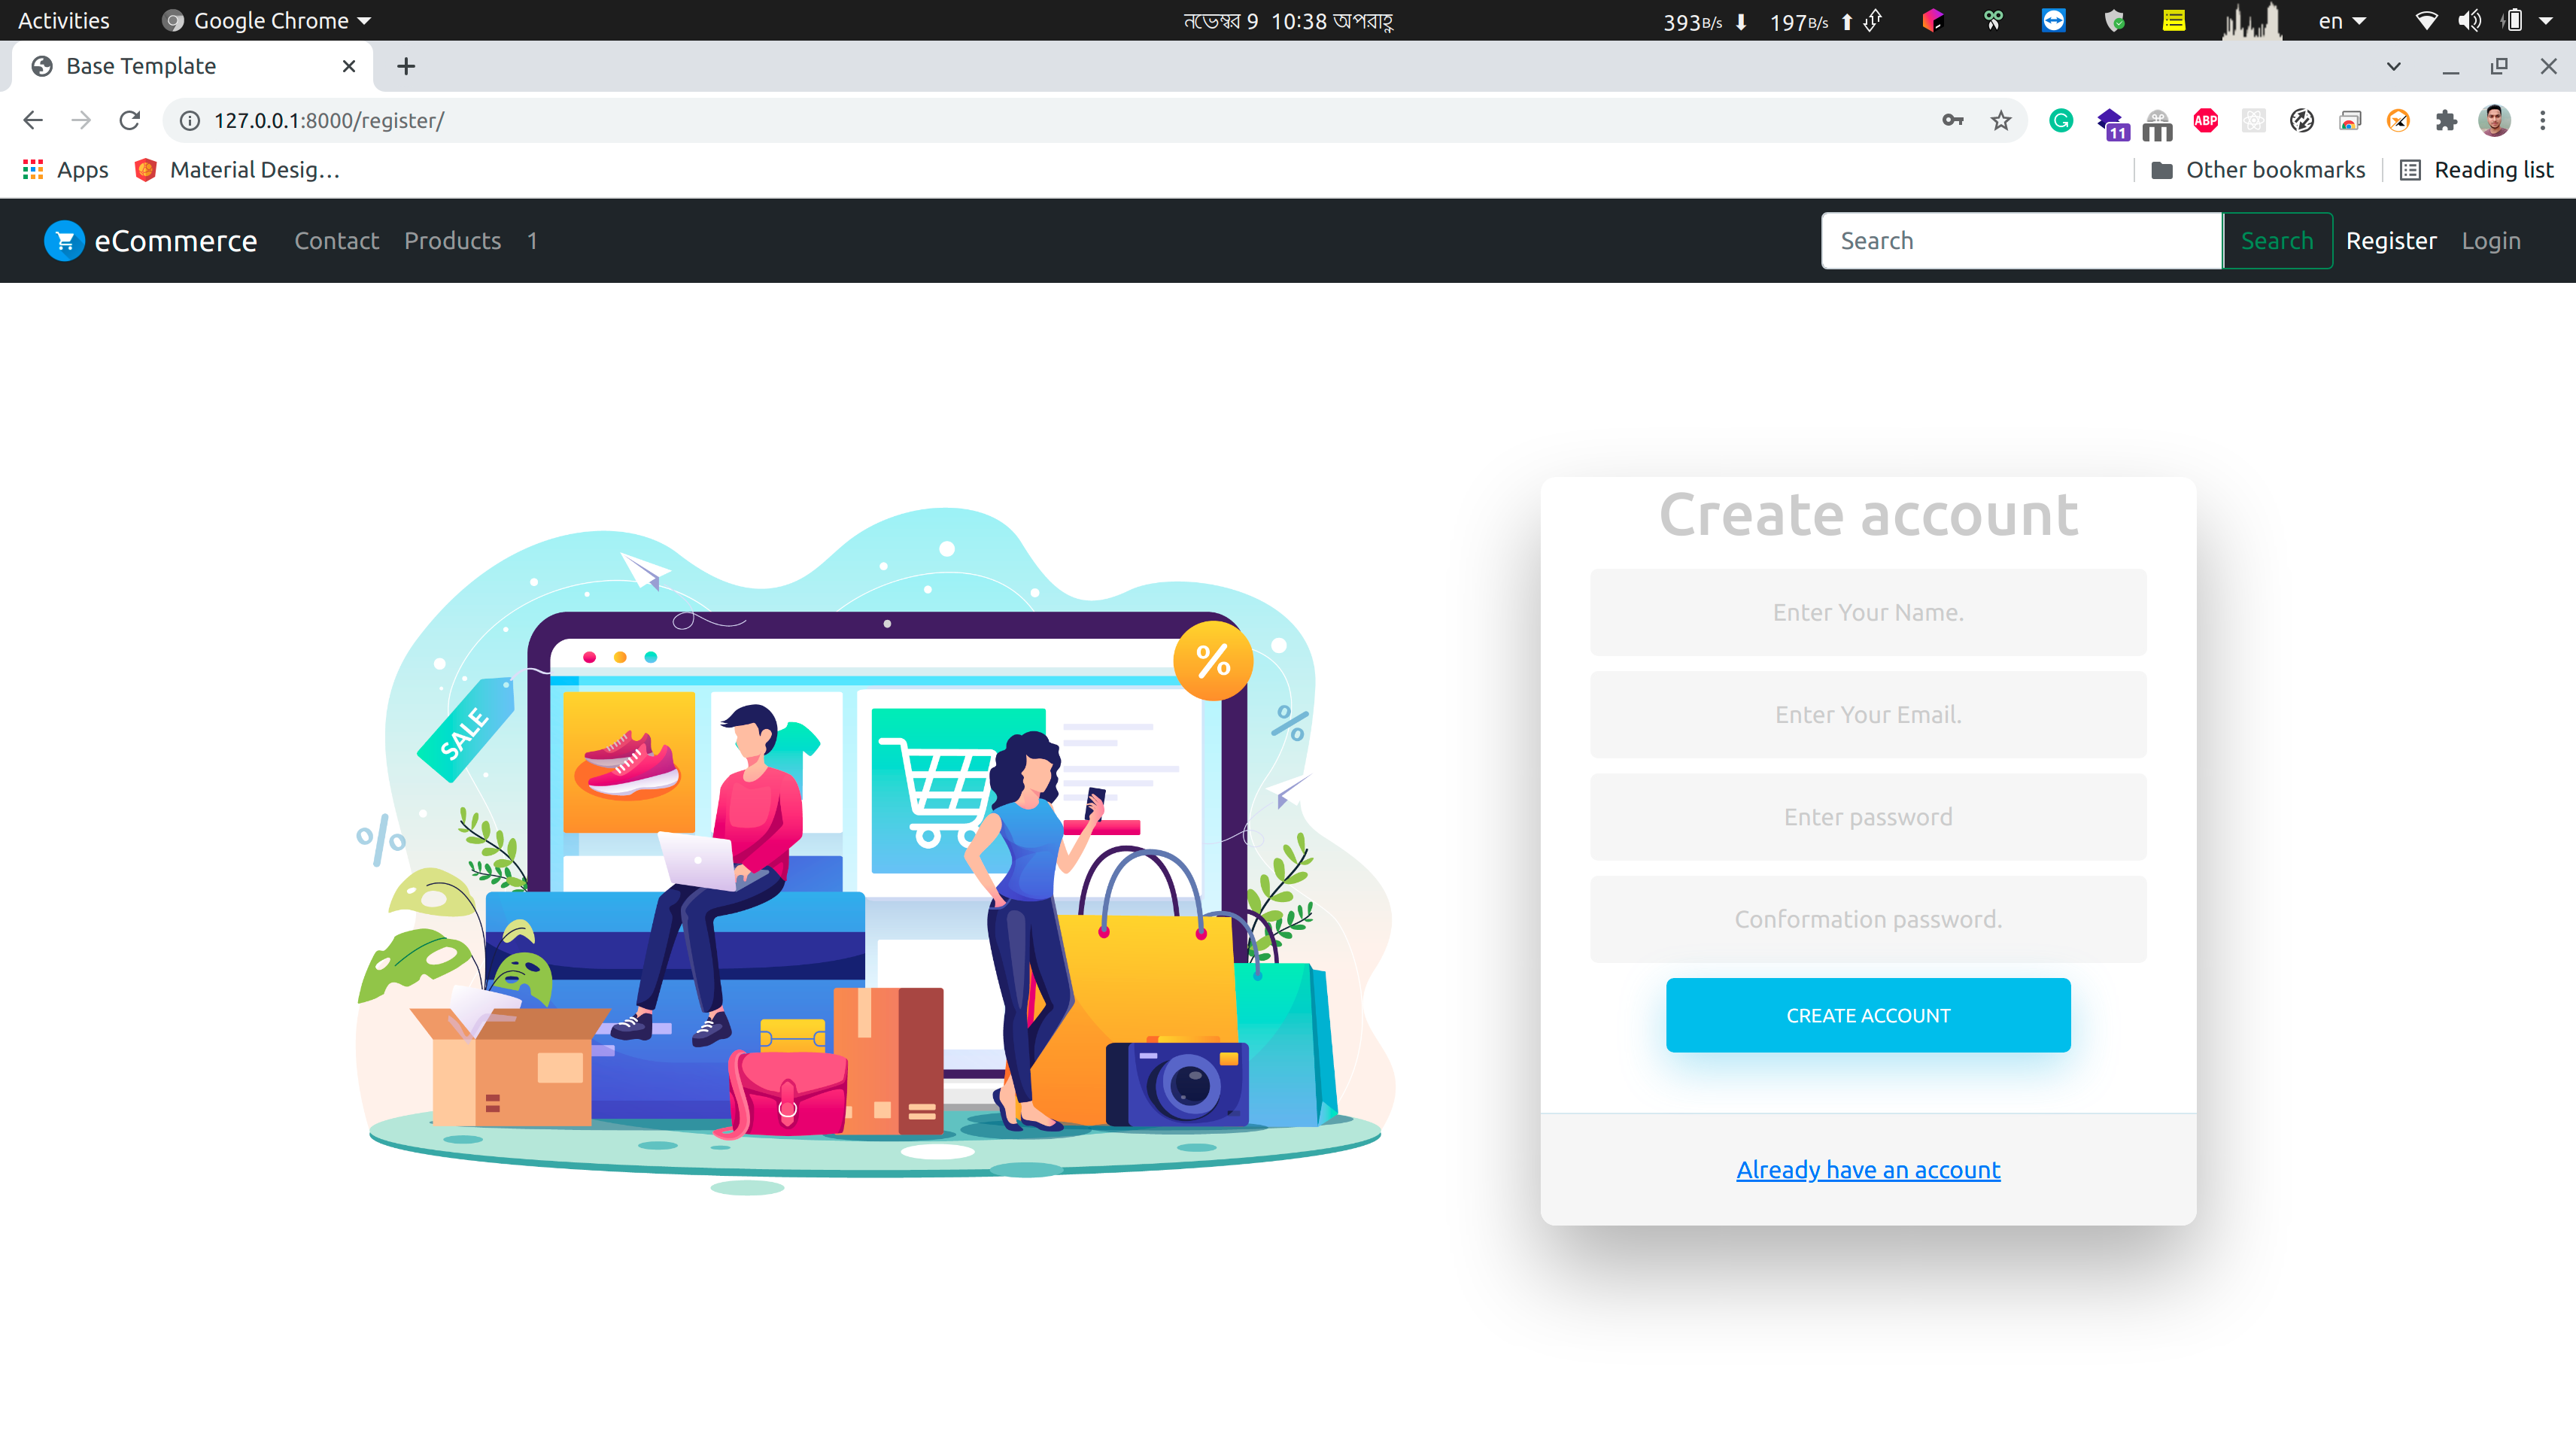 Activities Google Chrome নভেম্বর 9 10:38 অপরাহ্ণ 393B/s 197B/s en
Base Template
127.0.0.1:8000/register/ 11 ABP
Apps Material Desig… Other bookmarks Reading list
eCommerce Contact Products 1 Search Search Register Login
Create account
Enter Your Name.
Enter Your Email.
Enter password
Conformation password.
CREATE ACCOUNT
Already have an account
%
SALE
%
%